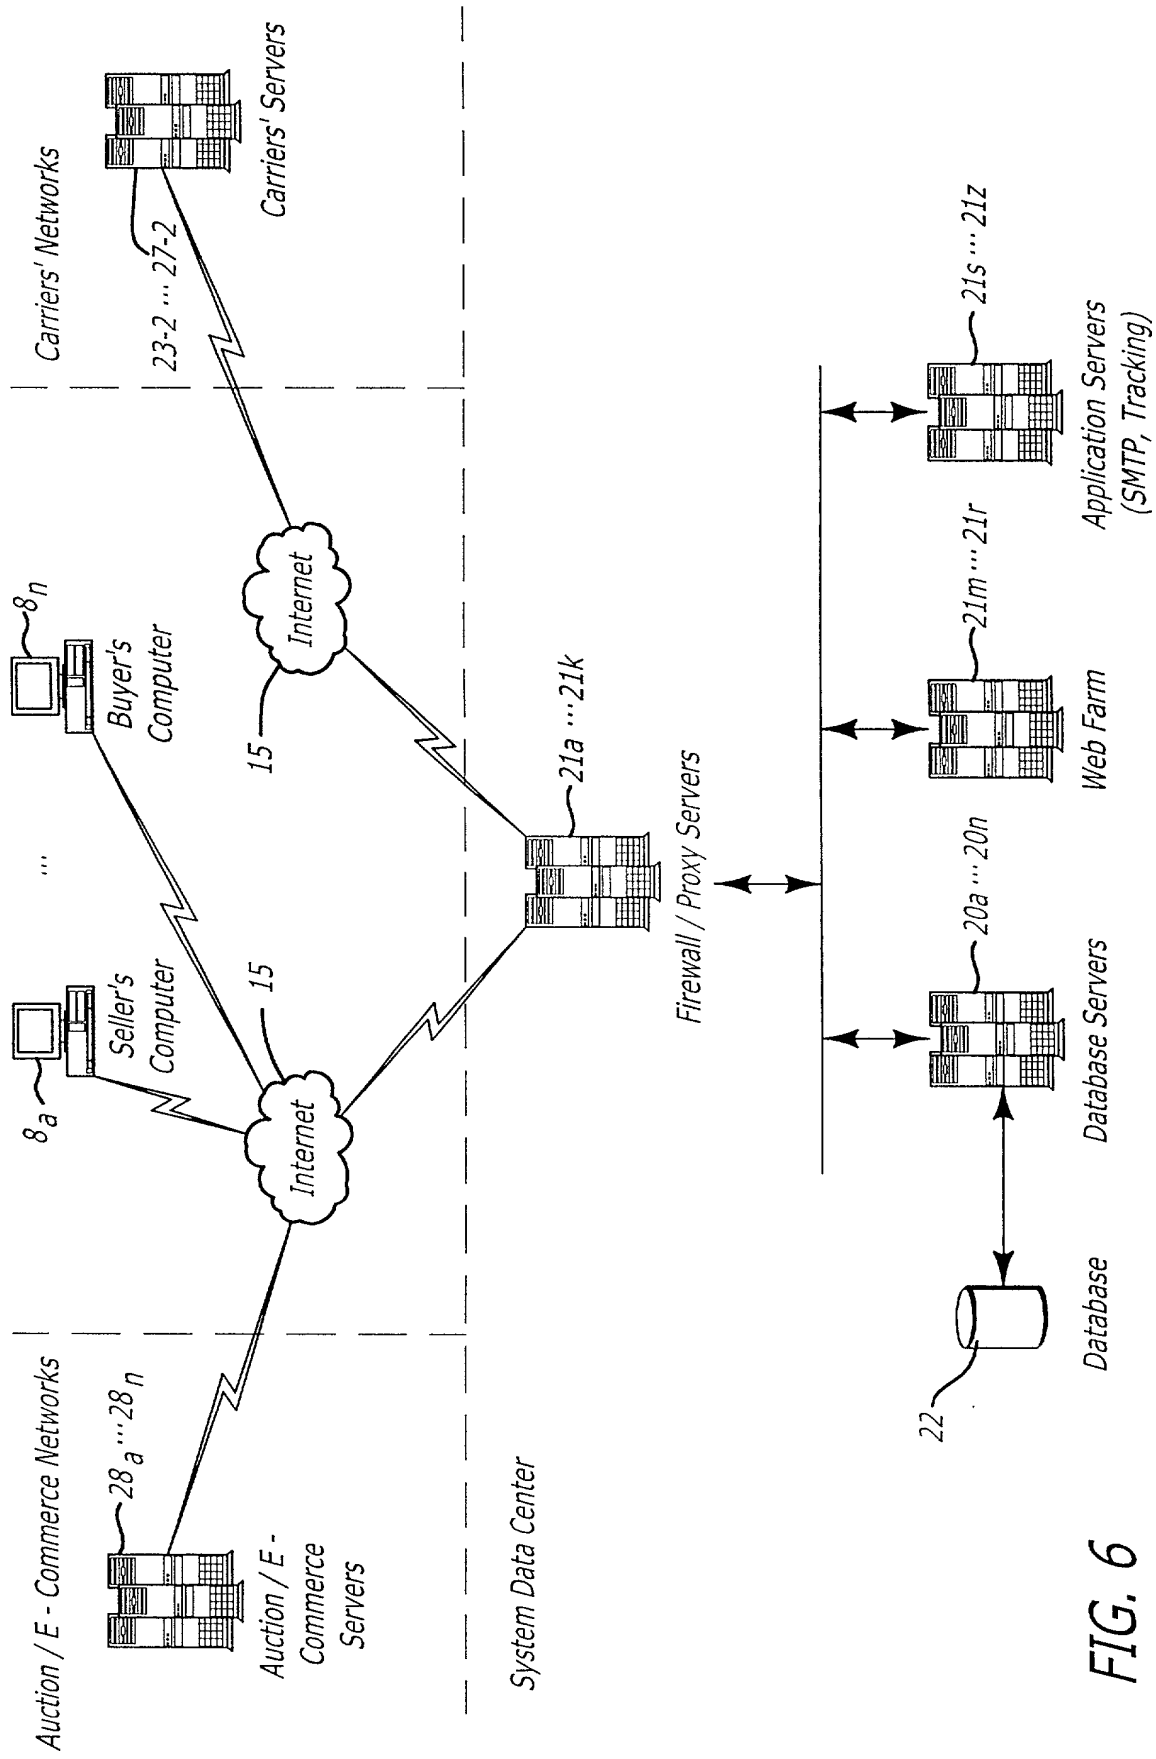 Auction / E - Commerce Networks
Carriers' Networks
28a ... 28n
Auction / E -
Commerce
Servers
8a
Seller's
Computer
...
8n
Buyer's
Computer
23-2 ... 27-2
Carriers' Servers
Internet
15
Internet
15
System Data Center
21a ... 21k
Firewall / Proxy Servers
22
Database
20a ... 20n
Database Servers
21m ... 21r
Web Farm
21s ... 21z
Application Servers
(SMTP, Tracking)
FIG. 6